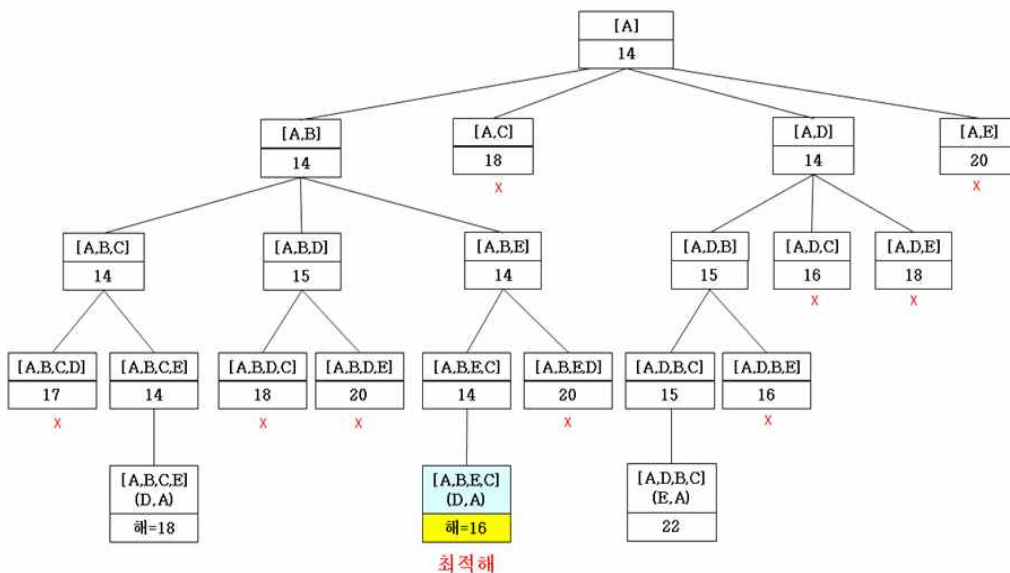 [A]
14
[A,B]
14
[A,C]
18
X
[A,D]
14
[A,E]
20
X
[A,B,C]
14
[A,B,D]
15
[A,B,E]
14
[A,D,B]
15
[A,D,C]
16
X
[A,D,E]
18
X
[A,B,C,D]
17
X
[A,B,C,E]
14
[A,B,D,C]
18
X
[A,B,D,E]
20
X
[A,B,E,C]
14
[A,B,E,D]
20
X
[A,D,B,C]
15
[A,D,B,E]
16
X
[A,B,C,E]
(D,A)
해=18
[A,B,E,C]
(D,A)
해=16
최적해
[A,D,B,C]
(E,A)
22